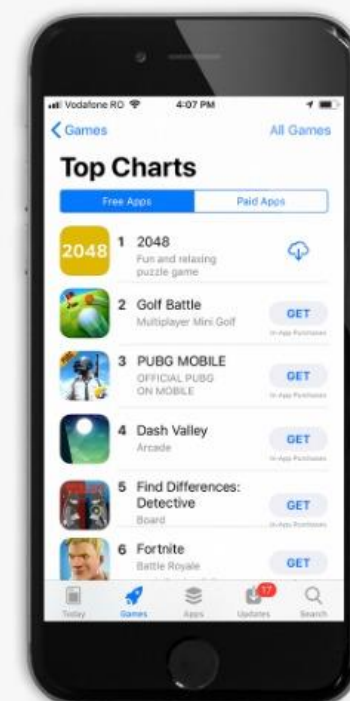 Vodafone RO 4:07 PM
Games All Games
Top Charts
Free Apps Paid Apps
2048 1 2048
Fun and relaxing
puzzle game
2 Golf Battle
Multiplayer Mini Golf
GET
In-App Purchases
3 PUBG MOBILE
OFFICIAL PUBG
ON MOBILE
GET
In-App Purchases
4 Dash Valley
Arcade
GET
In-App Purchases
5 Find Differences:
Detective
Board
GET
In-App Purchases
6 Fortnite
Battle Royale
GET
17
Today Games Apps Updates Search